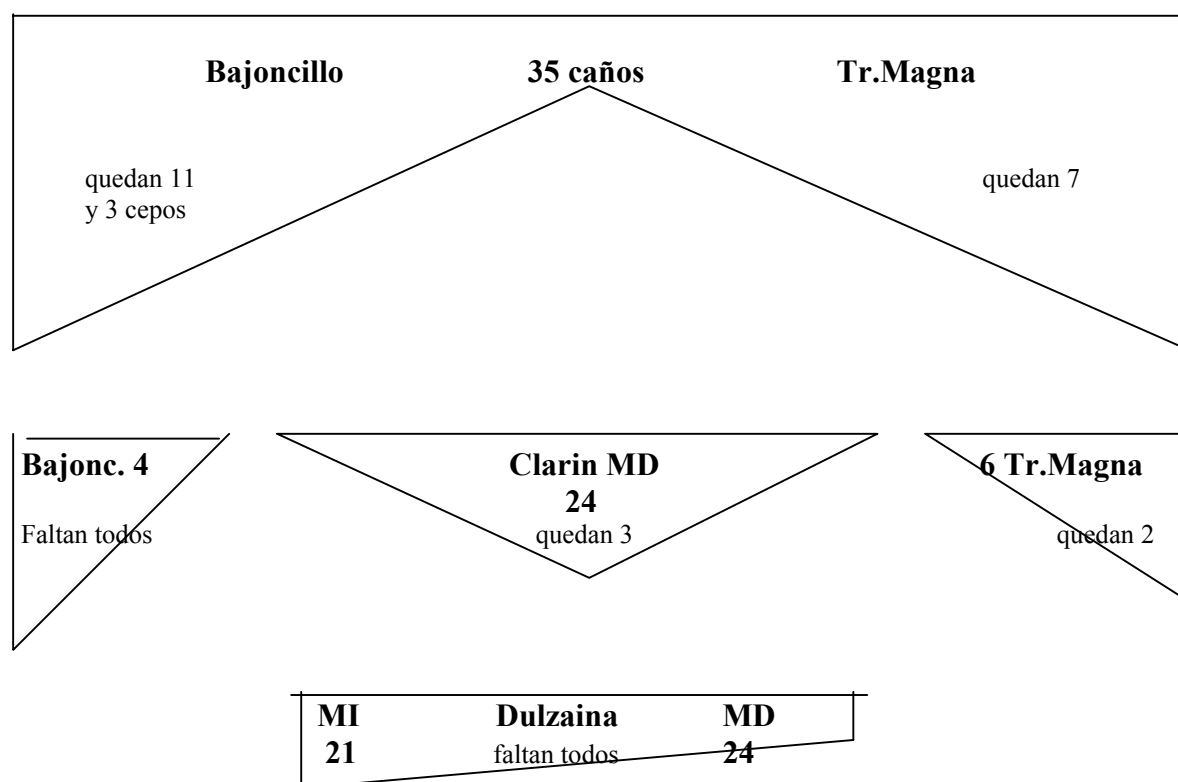 Bajoncillo 35 caños Tr.Magna
quedan 11
y 3 cepos
quedan 7
Bajonc. 4
Faltan todos
Clarin MD
24
quedan 3
6 Tr.Magna
quedan 2
MI Dulzaina MD
21 faltan todos 24